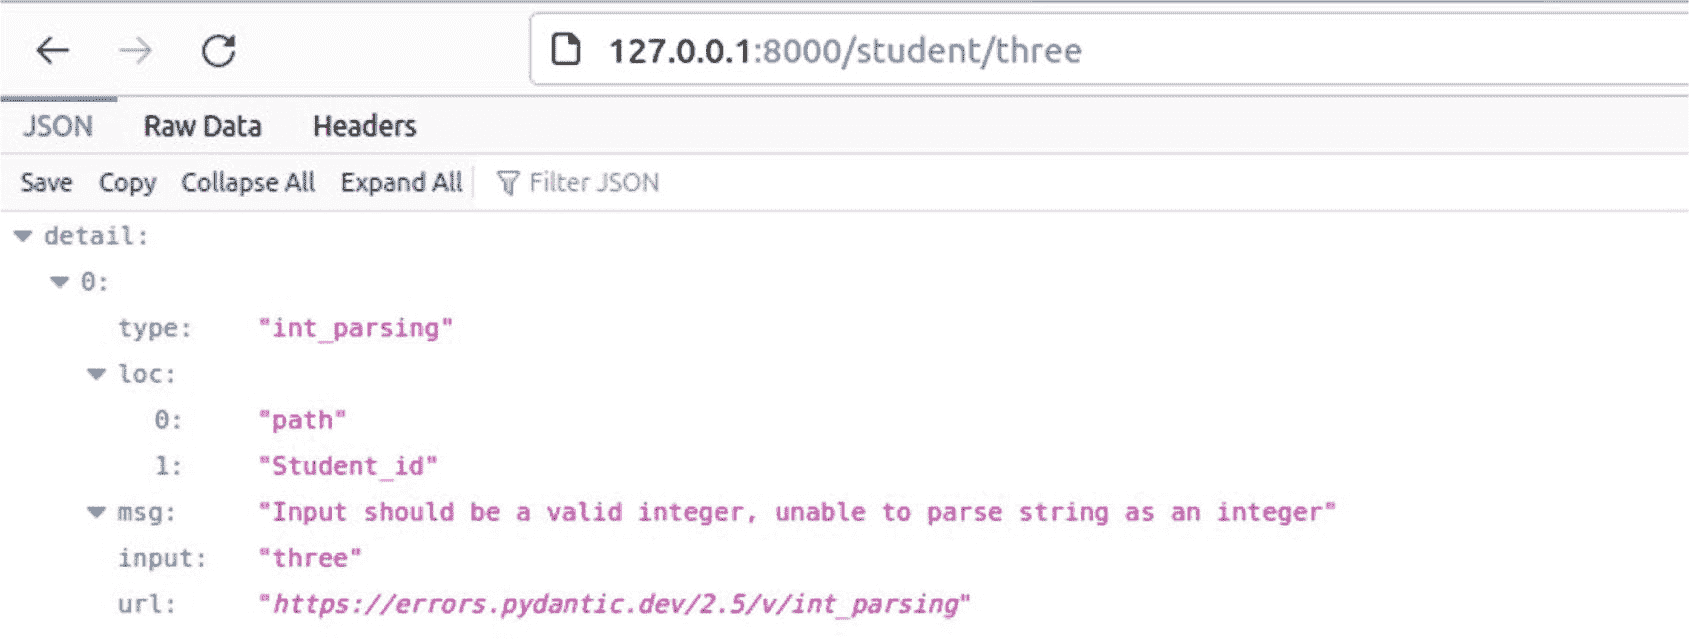 127.0.0.1:8000/student/three
JSON Raw Data Headers
Save Copy Collapse All Expand All Filter JSON
detail:
0:
type: "int_parsing"
loc:
0: "path"
1: "Student_id"
msg: "Input should be a valid integer, unable to parse string as an integer"
input: "three"
url: "https://errors.pydantic.dev/2.5/v/int_parsing"